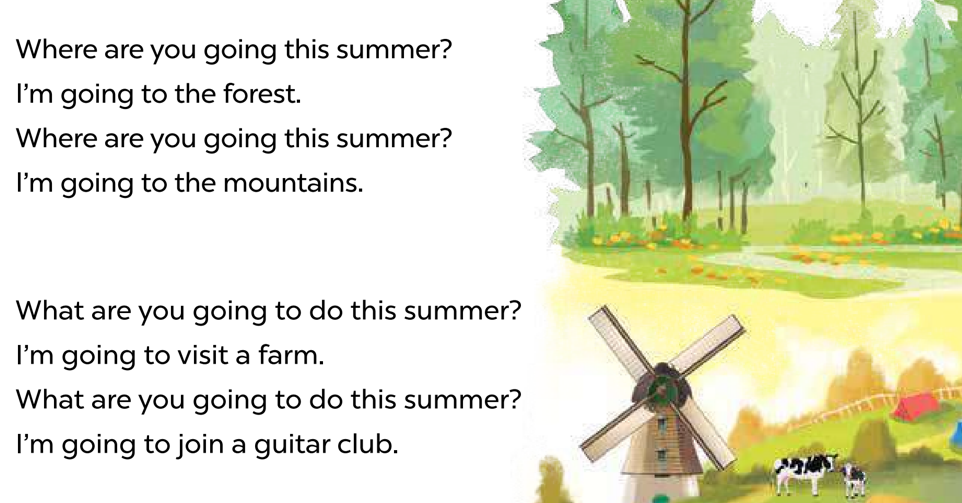 Where are you going this summer?
I'm going to the forest.
Where are you going this summer?
I'm going to the mountains.
What are you going to do this summer?
I'm going to visit a farm.
What are you going to do this summer?
I'm going to join a guitar club.